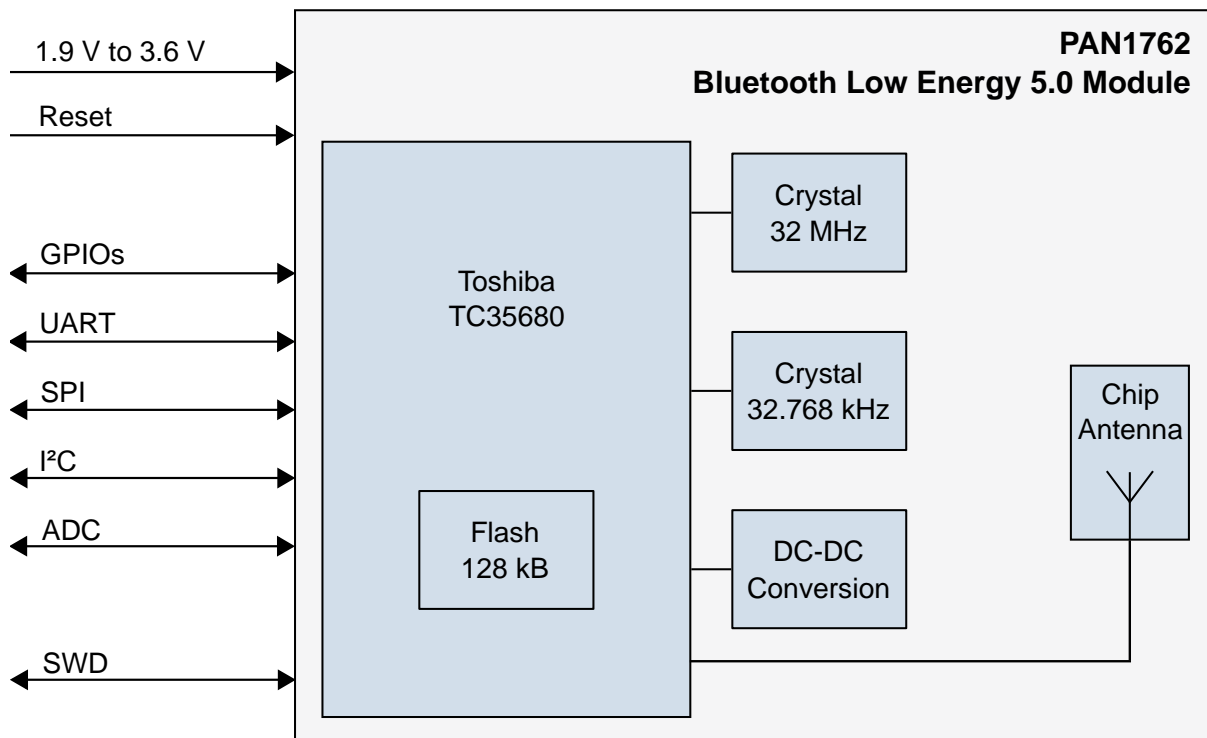 1.9 V to 3.6 V
Reset
GPIOs
UART
SPI
I²C
ADC
SWD
PAN1762
Bluetooth Low Energy 5.0 Module
Toshiba
TC35680
Flash
128 kB
Crystal
32 MHz
Crystal
32.768 kHz
DC-DC
Conversion
Chip
Antenna